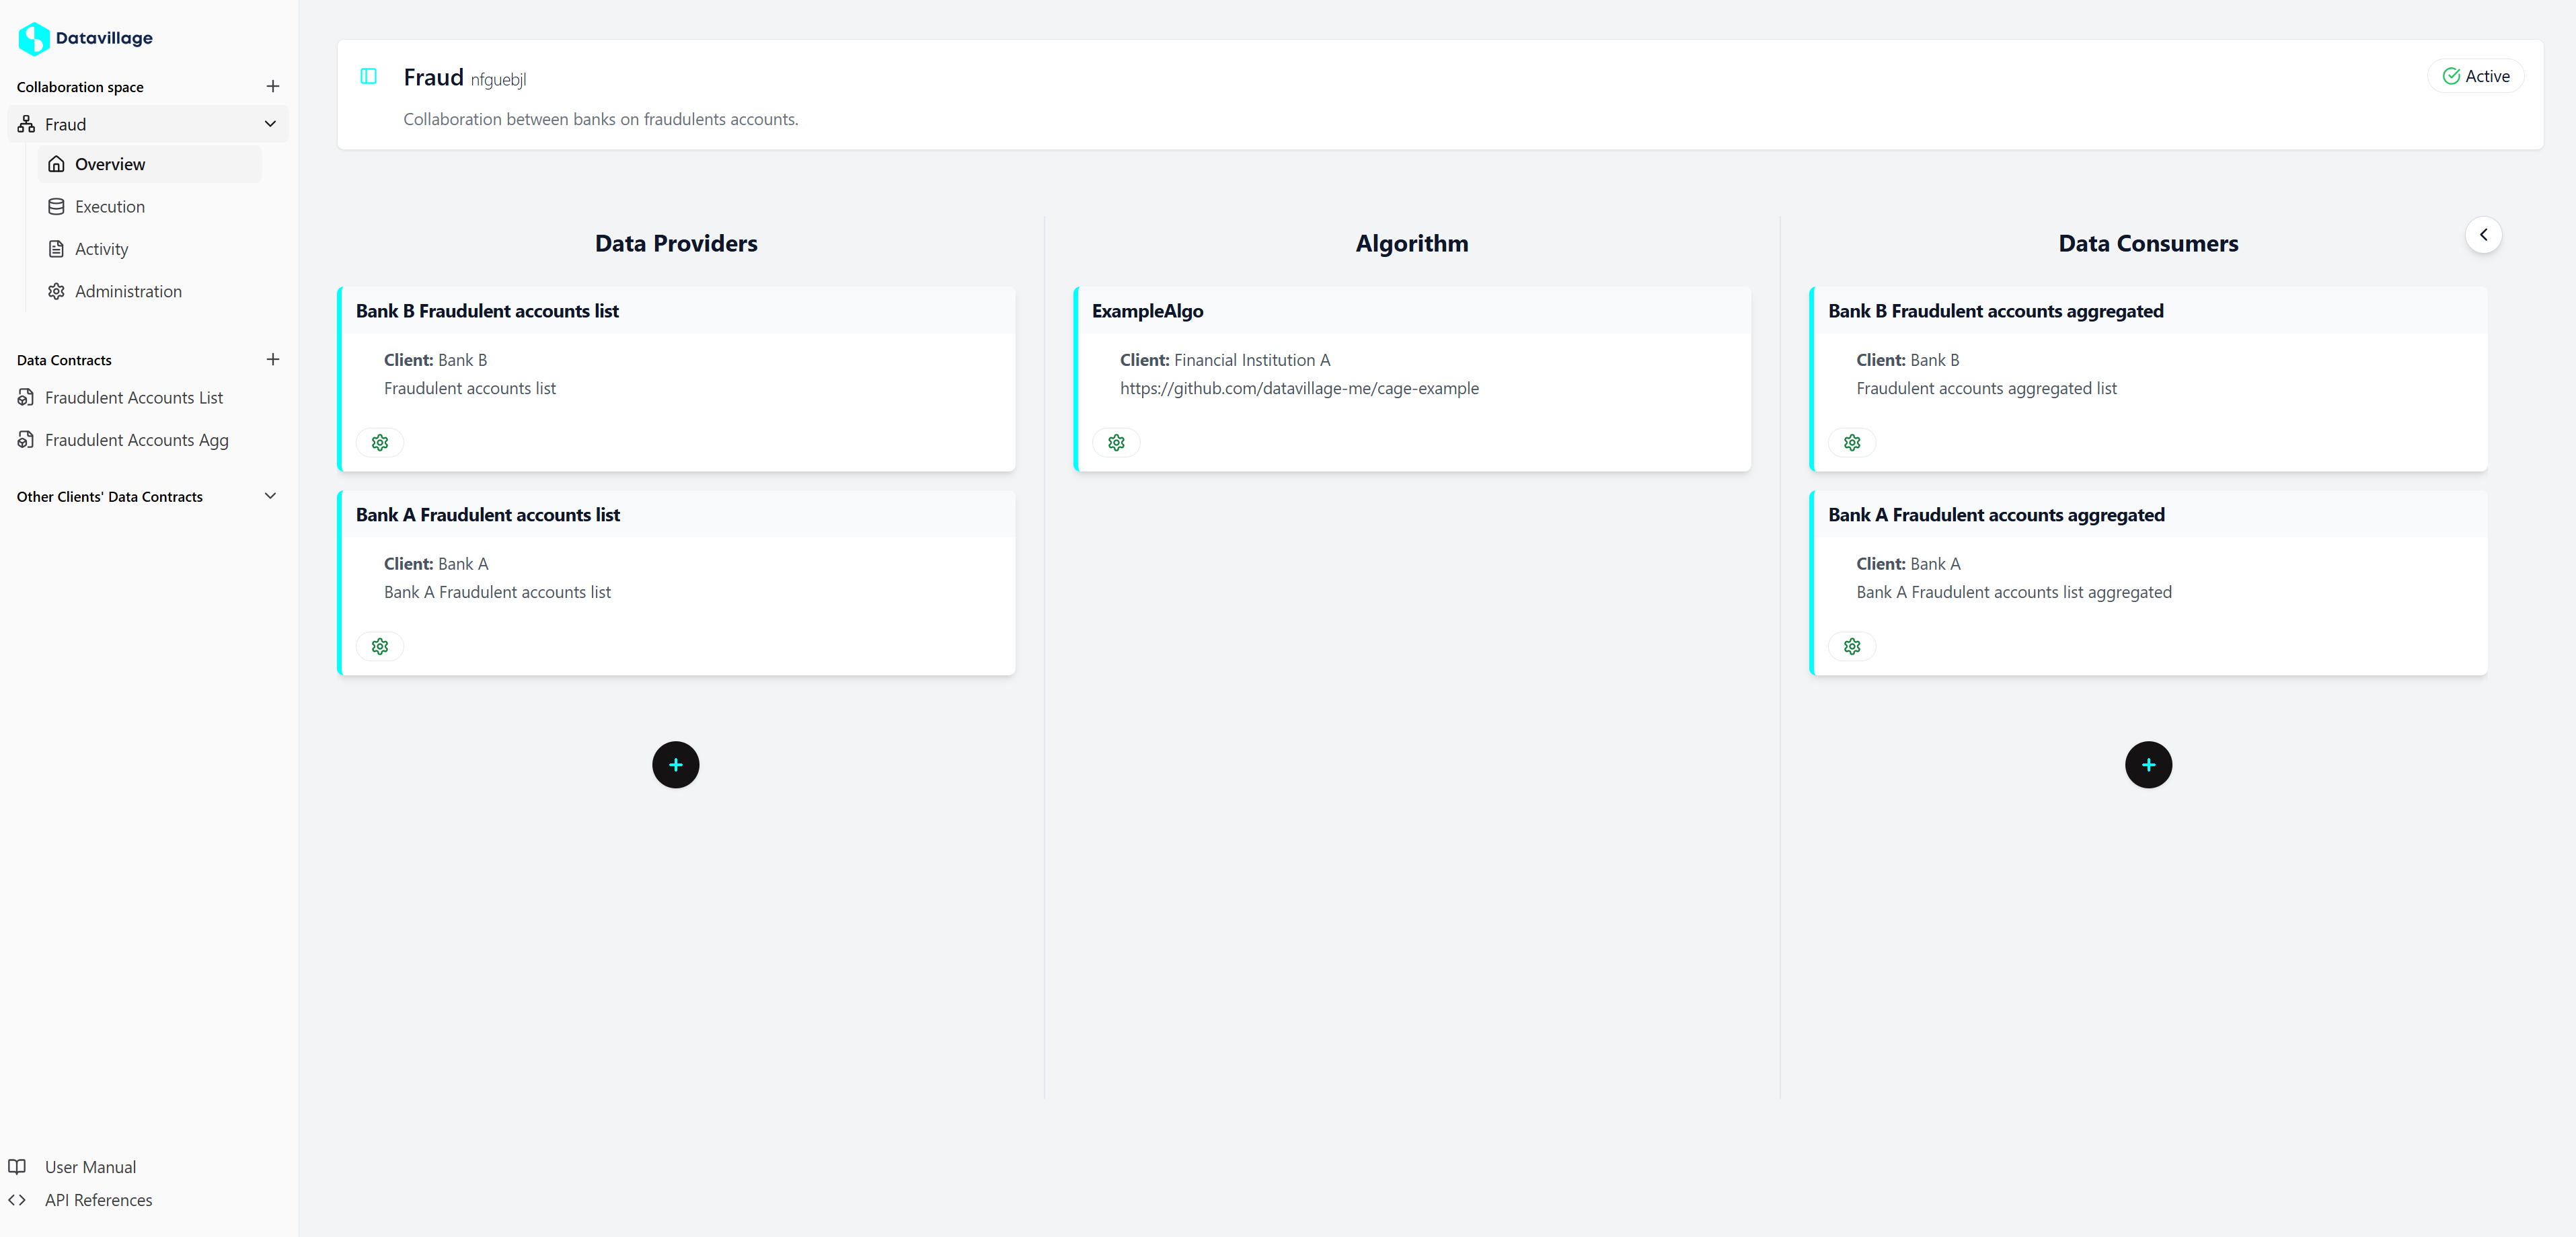 Datavillage
Collaboration space
Fraud
Overview
Execution
Activity
Administration
Data Contracts
Fraudulent Accounts List
Fraudulent Accounts Agg
Other Clients' Data Contracts
User Manual
API References
Fraud nfguebjl
Active
Collaboration between banks on fraudulents accounts.
Data Providers
Bank B Fraudulent accounts list
Client: Bank B
Fraudulent accounts list
Bank A Fraudulent accounts list
Client: Bank A
Bank A Fraudulent accounts list
Algorithm
ExampleAlgo
Client: Financial Institution A
https://github.com/datavillage-me/cage-example
Data Consumers
Bank B Fraudulent accounts aggregated
Client: Bank B
Fraudulent accounts aggregated list
Bank A Fraudulent accounts aggregated
Client: Bank A
Bank A Fraudulent accounts list aggregated